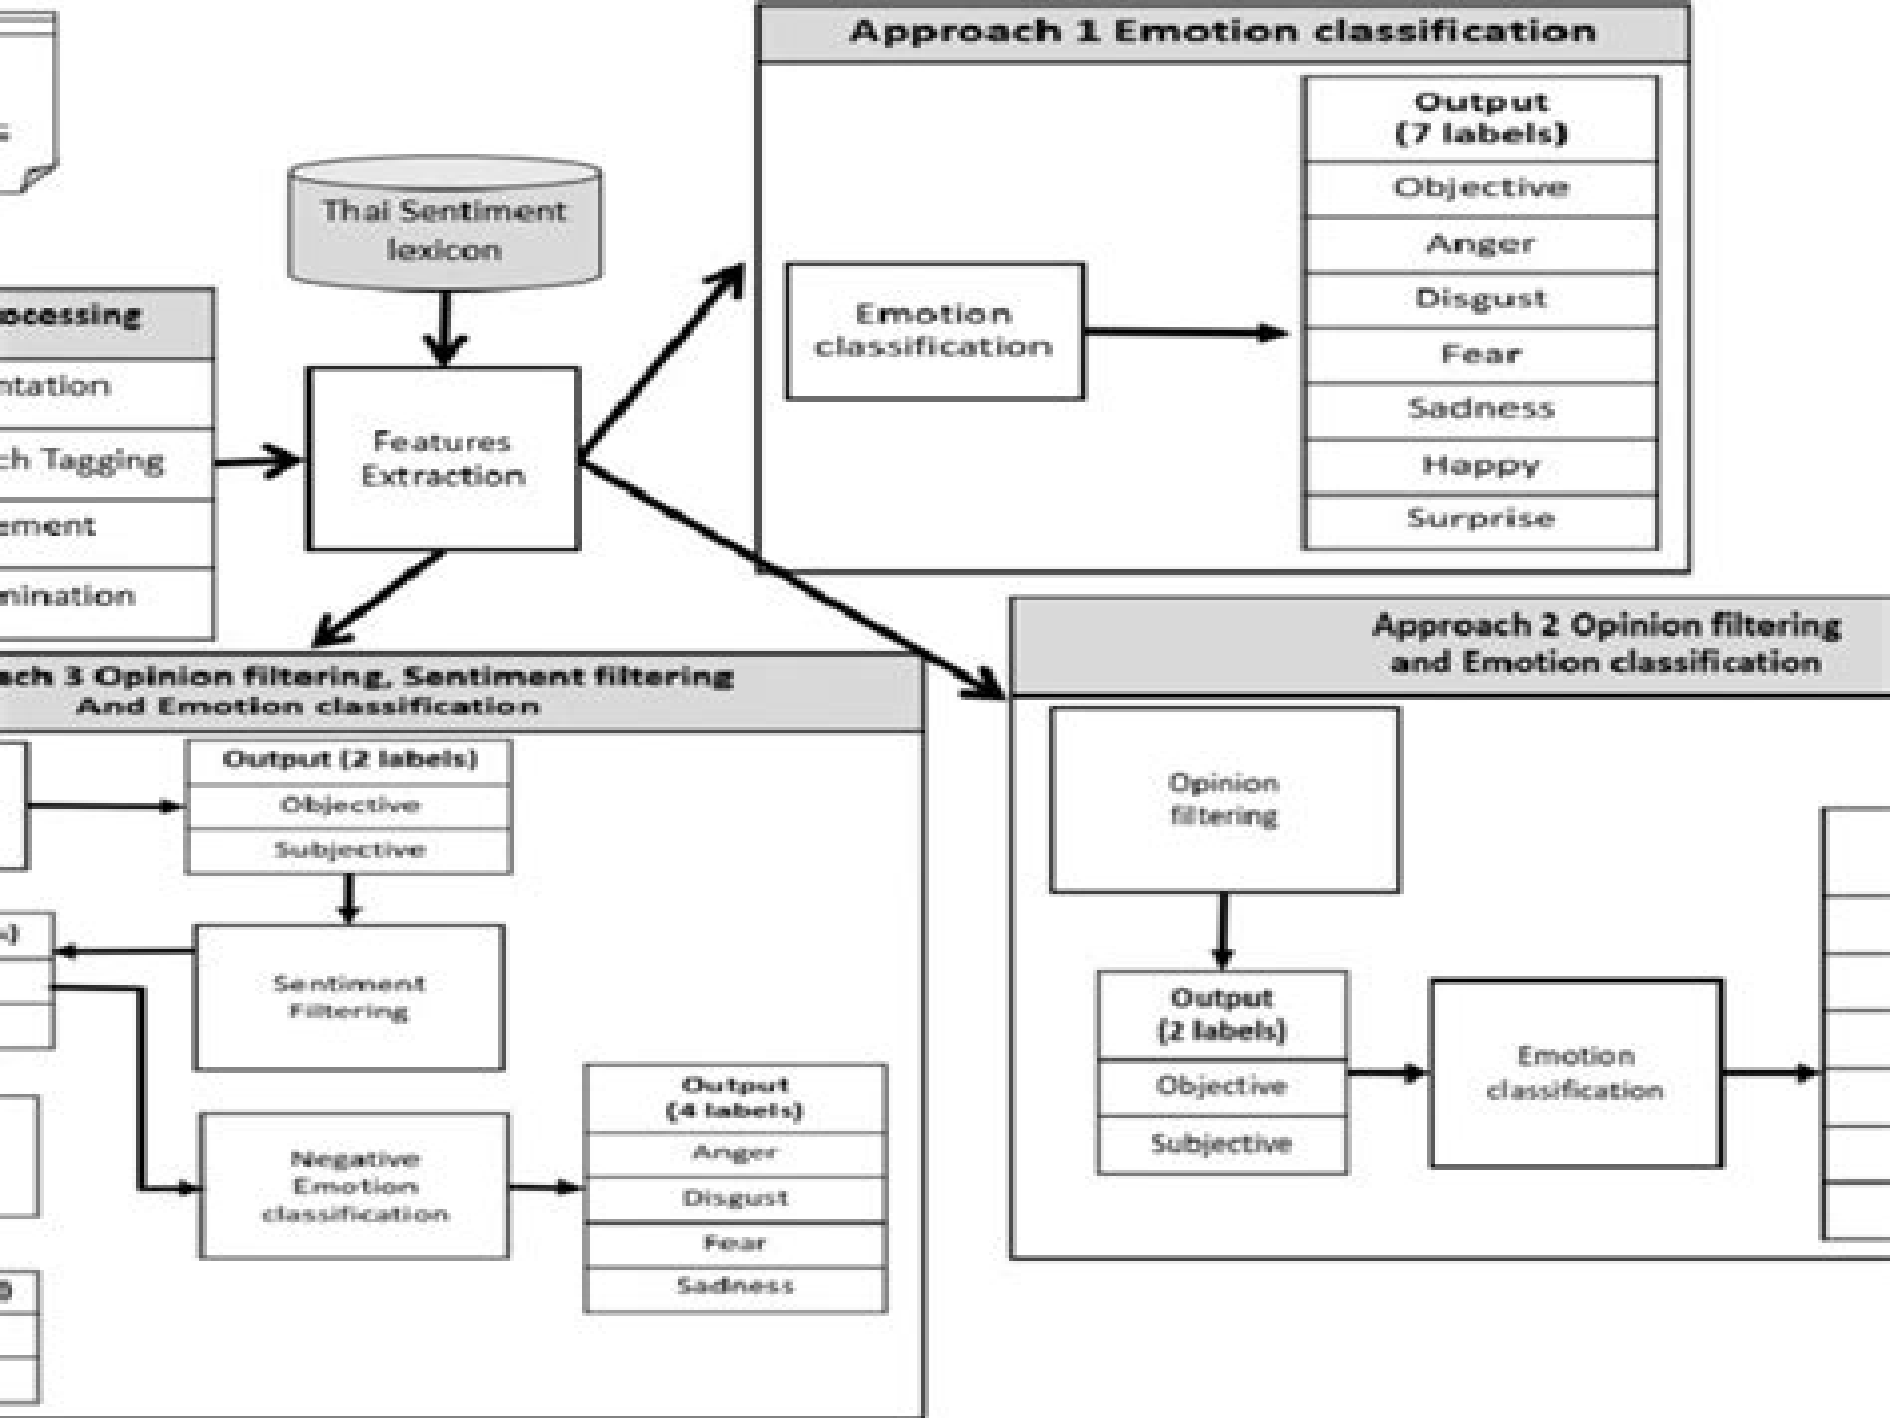 Approach 1 Emotion classification
Output
(7 labels)
Objective
Anger
Disgust
Fear
Sadness
Happy
Surprise
Emotion
classification
Thai Sentiment
lexicon
ocessing
ntation
ch Tagging
ement
mination
Features
Extraction
ach 3 Opinion filtering, Sentiment filtering
And Emotion classification
Output (2 labels)
Objective
Subjective
Sentiment
Filtering
Negative
Emotion
classification
Output
(4 labels)
Anger
Disgust
Fear
Sadness
Approach 2 Opinion filtering
and Emotion classification
Opinion
filtering
Output
(2 labels)
Objective
Subjective
Emotion
classification